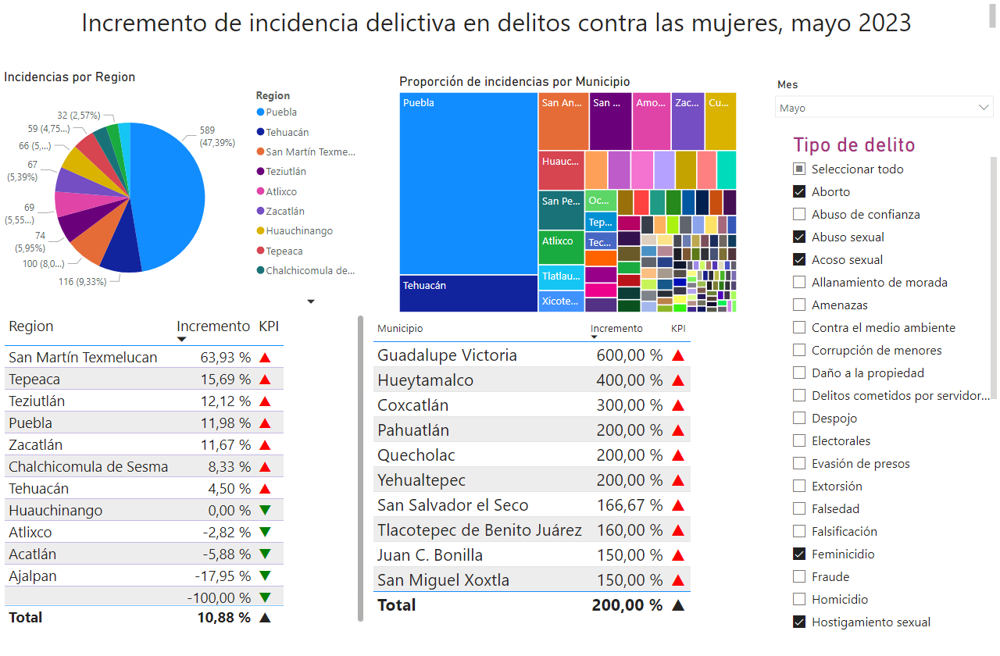 Incremento de incidencia delictiva en delitos contra las mujeres, mayo 2023
Incidencias por Region
589
(47,39%)
116 (9,33%)
100 (8,0...)
74
(5,95%)
69
(5,55...
67
(5,39%)
66 (5,...)
59 (4,75...)
32 (2,57%)
Region
Puebla
Tehuacán
San Martín Texme...
Teziutlán
Atlixco
Zacatlán
Huauchinango
Tepeaca
Chalchicomula de...
Proporción de incidencias por Municipio
Puebla
Tehuacán
San An...
San ...
Amo...
Zac...
Cu...
Huauc...
San Pe...
Atlixco
Tlatlau...
Xicote...
Oc...
Tep...
Tec...
Mes
Mayo
Region Incremento KPI
San Martín Texmelucan 63,93 % ▲
Tepeaca 15,69 % ▲
Teziutlán 12,12 % ▲
Puebla 11,98 % ▲
Zacatlán 11,67 % ▲
Chalchicomula de Sesma 8,33 % ▲
Tehuacán 4,50 % ▲
Huauchinango 0,00 % ▼
Atlixco -2,82 % ▼
Acatlán -5,88 % ▼
Ajalpan -17,95 % ▼
-100,00 % ▼
Total 10,88 % ▲
Municipio Incremento KPI
Guadalupe Victoria 600,00 % ▲
Hueytamalco 400,00 % ▲
Coxcatlán 300,00 % ▲
Pahuatlán 200,00 % ▲
Quecholac 200,00 % ▲
Yehualtepec 200,00 % ▲
San Salvador el Seco 166,67 % ▲
Tlacotepec de Benito Juárez 160,00 % ▲
Juan C. Bonilla 150,00 % ▲
San Miguel Xoxtla 150,00 % ▲
Total 200,00 % ▲
Tipo de delito
Seleccionar todo
Aborto
Abuso de confianza
Abuso sexual
Acoso sexual
Allanamiento de morada
Amenazas
Contra el medio ambiente
Corrupción de menores
Daño a la propiedad
Delitos cometidos por servidor...
Despojo
Electorales
Evasión de presos
Extorsión
Falsedad
Falsificación
Feminicidio
Fraude
Homicidio
Hostigamiento sexual